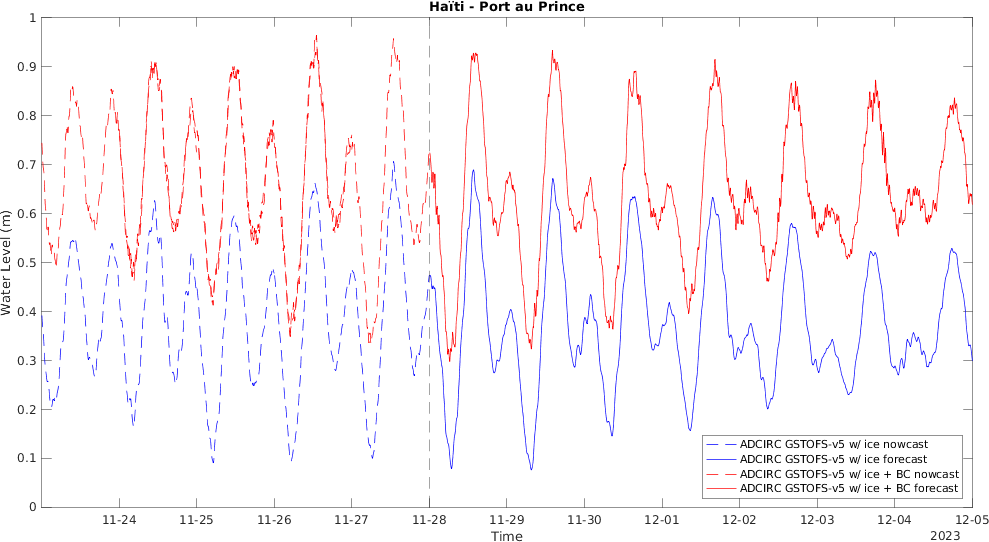 Haïti - Port au Prince
Water Level (m)
1
0.9
0.8
0.7
0.6
0.5
0.4
0.3
0.2
0.1
0
ADCIRC GSTOFS-v5 w/ ice nowcast
ADCIRC GSTOFS-v5 w/ ice forecast
ADCIRC GSTOFS-v5 w/ ice + BC nowcast
ADCIRC GSTOFS-v5 w/ ice + BC forecast
11-24 11-25 11-26 11-27 11-28 11-29 11-30 12-01 12-02 12-03 12-04 12-05
Time
2023